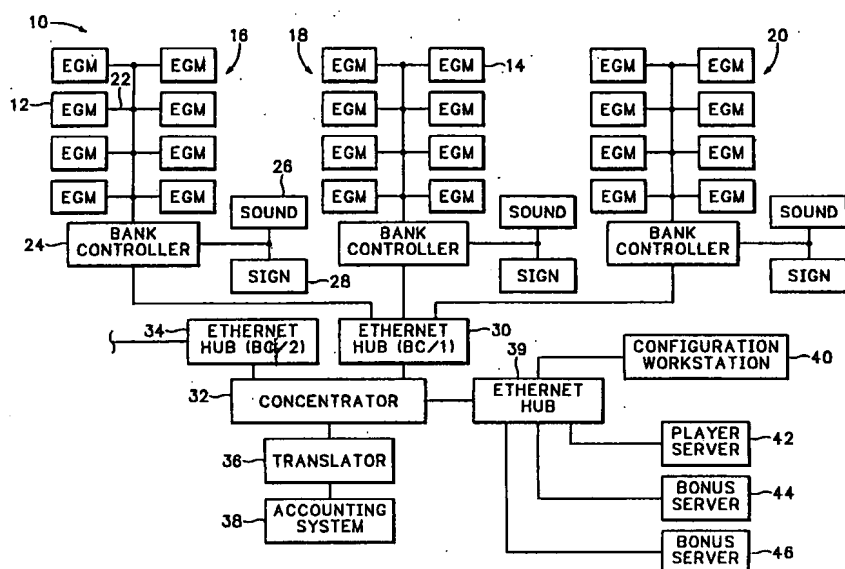 10
16
18
20
EGM EGM EGM EGM EGM EGM
14
22
12
EGM EGM EGM EGM EGM EGM
EGM EGM EGM EGM EGM EGM
EGM EGM EGM EGM EGM EGM
26
SOUND SOUND SOUND
24
BANK CONTROLLER
BANK CONTROLLER
BANK CONTROLLER
SIGN SIGN SIGN
28
34
ETHERNET
HUB (BC/2)
ETHERNET
HUB (BC/1)
30
39
CONFIGURATION
WORKSTATION
40
32
CONCENTRATOR
ETHERNET
HUB
PLAYER
SERVER
42
36
TRANSLATOR
BONUS
SERVER
44
38
ACCOUNTING
SYSTEM
BONUS
SERVER
46